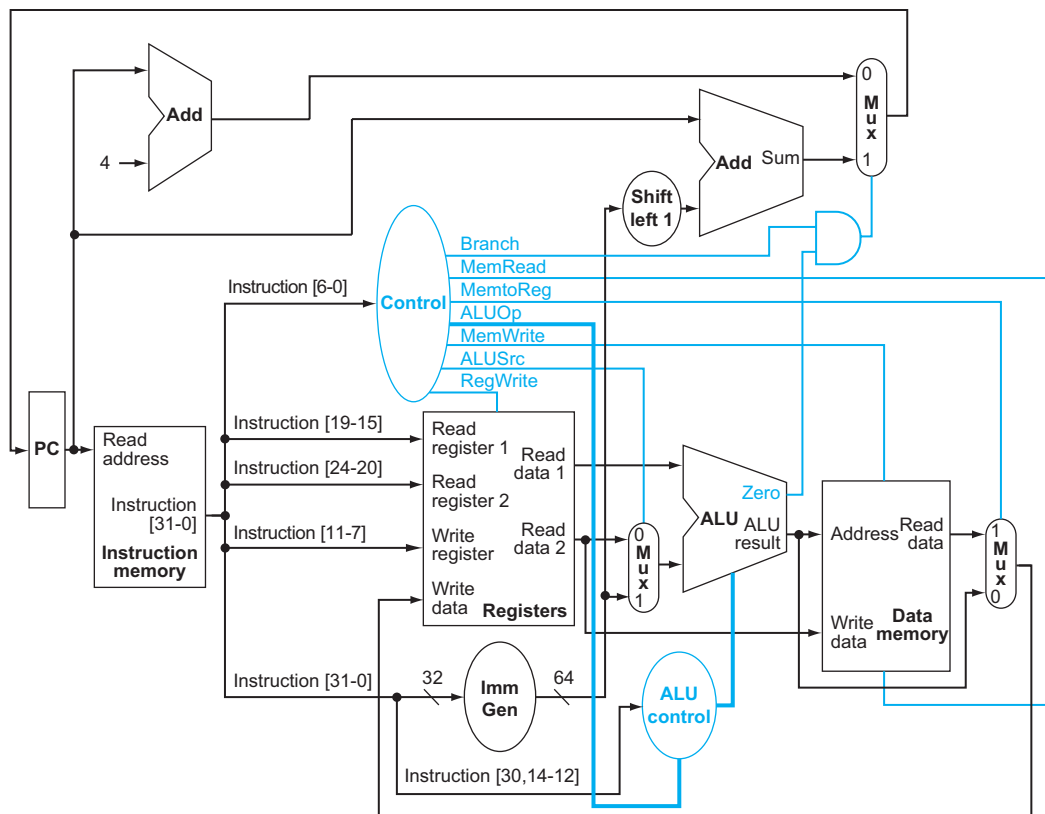 Add
4
0
M
u
x
1
Add
Sum
Shift
left 1
Branch
MemRead
MemtoReg
ALUOp
MemWrite
ALUSrc
RegWrite
Control
Instruction [6-0]
PC
Read
address
Instruction
[31-0]
Instruction
memory
Instruction [19-15]
Instruction [24-20]
Instruction [11-7]
Read
register 1
Read
register 2
Write
register
Write
data
Read
data 1
Read
data 2
Registers
0
M
u
x
1
Zero
ALU
ALU
result
Address
Read
data
Write
data
Data
memory
1
M
u
x
0
Instruction [31-0]
32
Imm
Gen
64
ALU
control
Instruction [30,14-12]